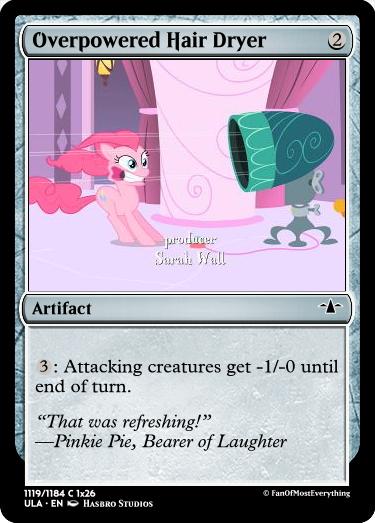 Overpowered Hair Dryer 2
producer
Sarah Wall
Artifact
3: Attacking creatures get -1/-0 until
end of turn.
“That was refreshing!”
—Pinkie Pie, Bearer of Laughter
1119/1184 C 1x26
ULA • EN Hasbro Studios
© FanOfMostEverything